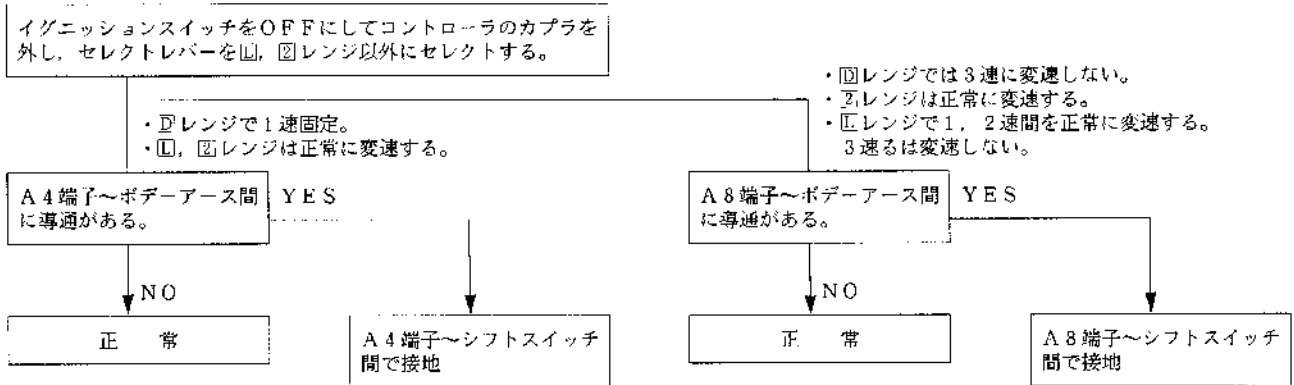 イグニッションスイッチをOFFにしてコントローラのカプラを
外し，セレクトレバーをL，2レンジ以外にセレクトする。
・Dレンジでは3速に変速しない。
・2レンジは正常に変速する。
・Lレンジで1，2速間を正常に変速する。
3速るは変速しない。
・Dレンジで1速固定。
・L，2レンジは正常に変速する。
A4端子～ボデーアース間
に導通がある。
YES
A8端子～ボデーアース間
に導通がある。
YES
NO
NO
正　常
A4端子～シフトスイッチ
間で接地
正　常
A8端子～シフトスイッチ
間で接地